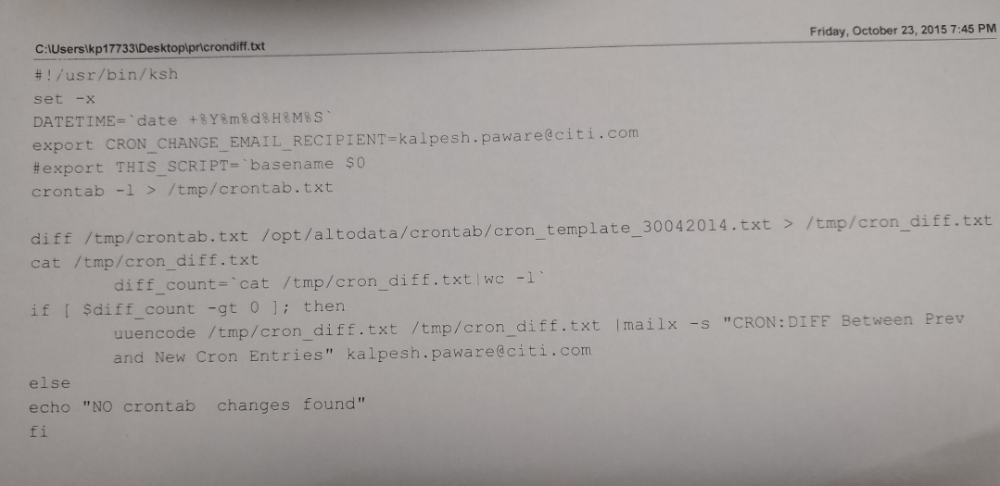 C:\Users\kp17733\Desktop\pr\crondiff.txt
Friday, October 23, 2015 7:45 PM
#!/usr/bin/ksh
set -x
DATETIME=`date +%Y%m%d%H%M%S`
export CRON_CHANGE_EMAIL_RECIPIENT=kalpesh.paware@citi.com
#export THIS_SCRIPT=`basename $0
crontab -l > /tmp/crontab.txt
diff /tmp/crontab.txt /opt/altodata/crontab/cron_template_30042014.txt > /tmp/cron_diff.txt
cat /tmp/cron_diff.txt
diff_count=`cat /tmp/cron_diff.txt|wc -l`
if [ $diff_count -gt 0 ]; then
uuencode /tmp/cron_diff.txt /tmp/cron_diff.txt |mailx -s "CRON:DIFF Between Prev
and New Cron Entries" kalpesh.paware@citi.com
else
echo "NO crontab  changes found"
fi